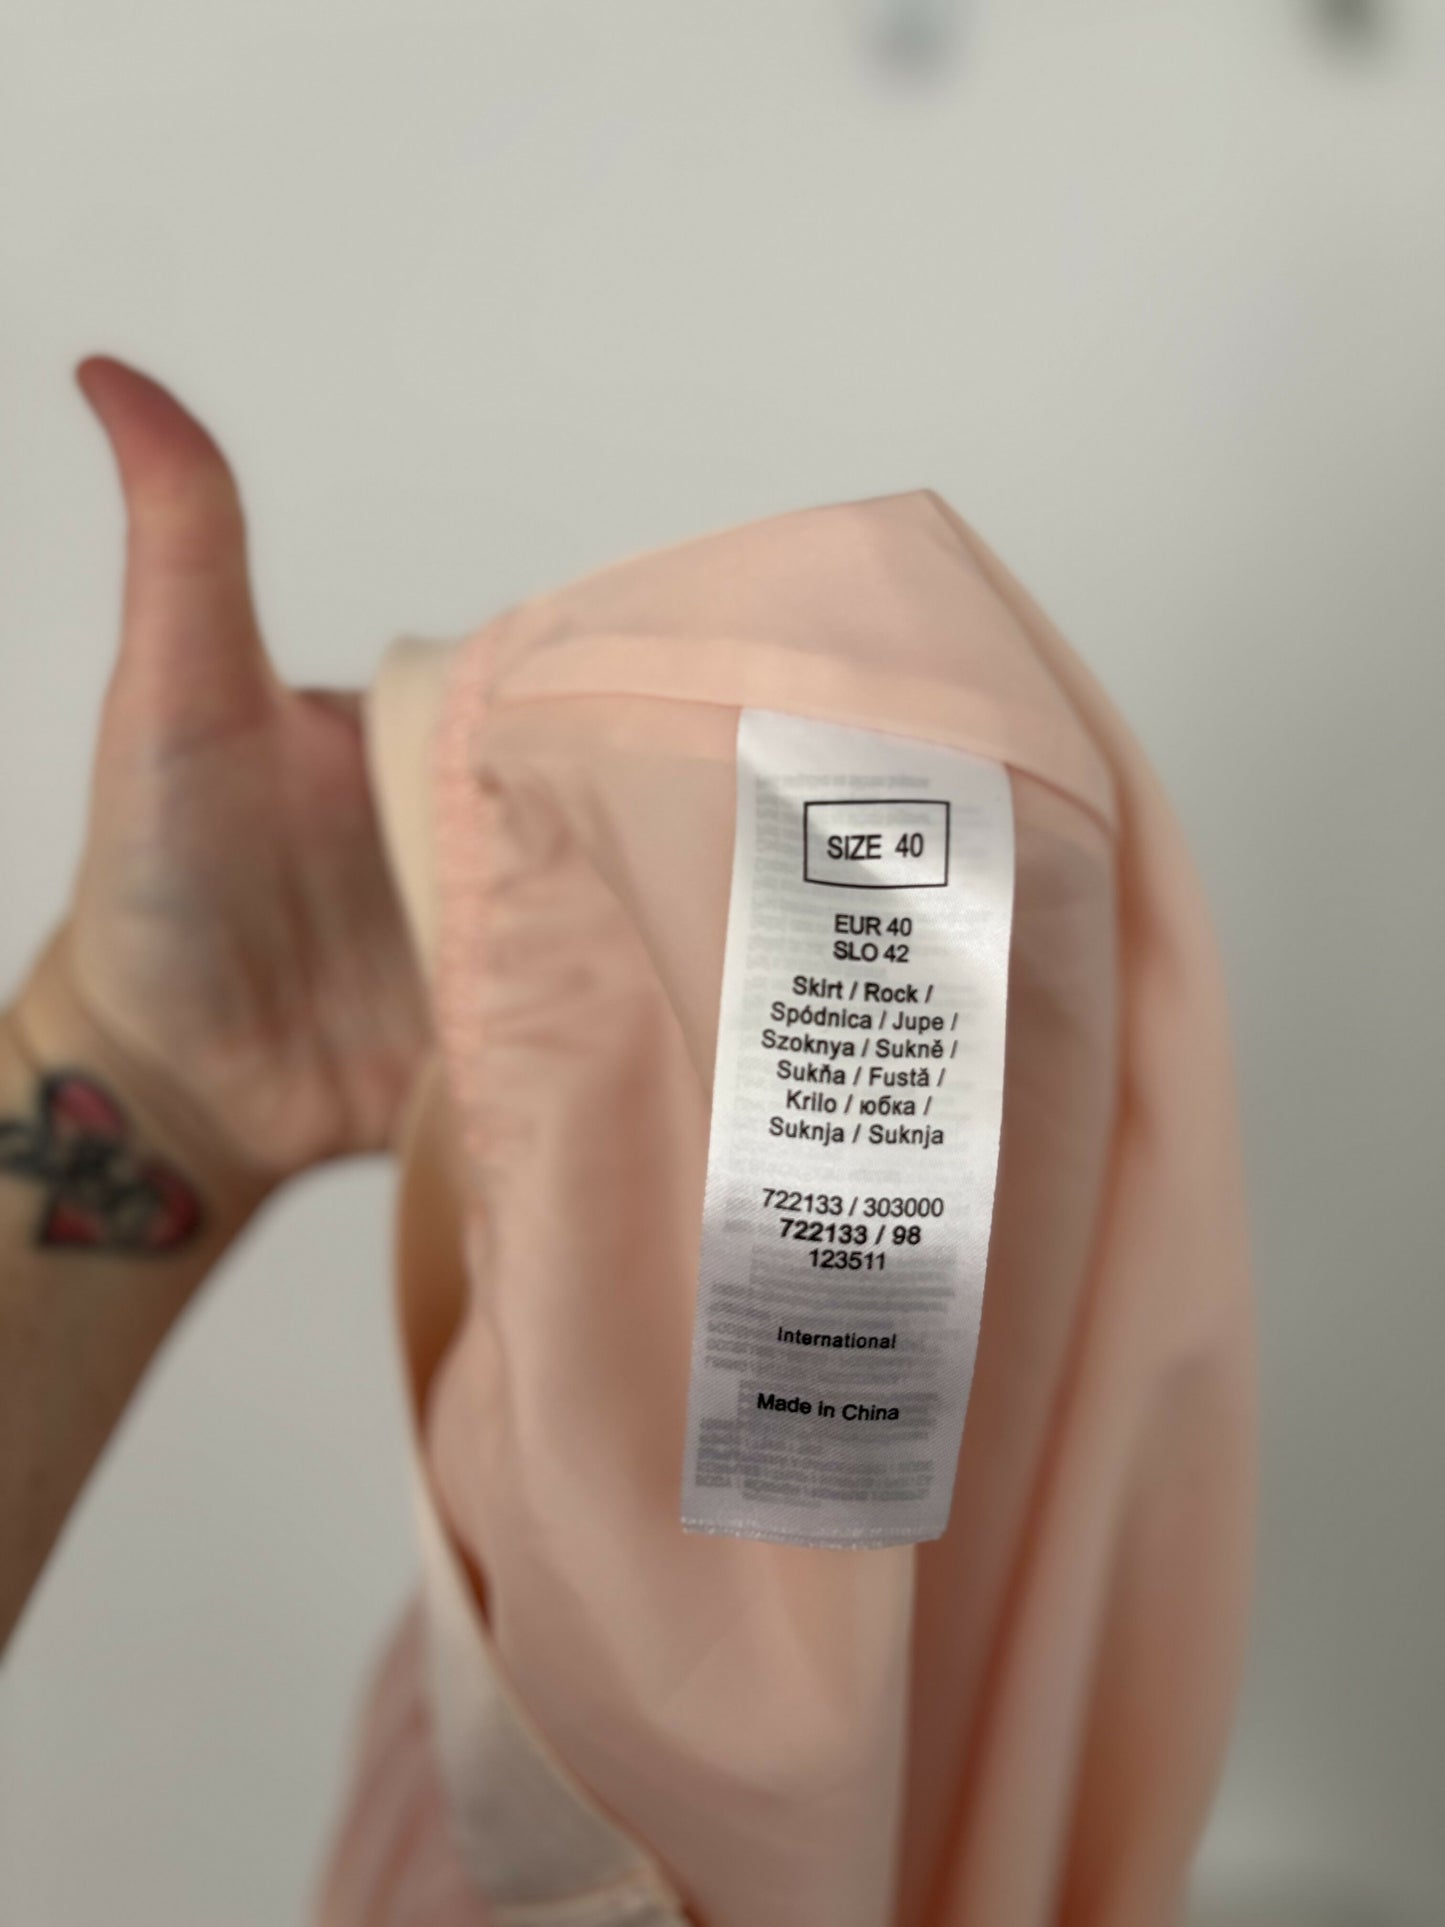 SIZE 40
EUR 40
SLO 42
Skirt / Rock /
Spódnica / Jupe /
Szoknya / Sukně /
Sukňa / Fustă /
Krilo / юбка /
Suknja / Suknja
722133 / 303000
722133 / 98
123511
International
Made in China